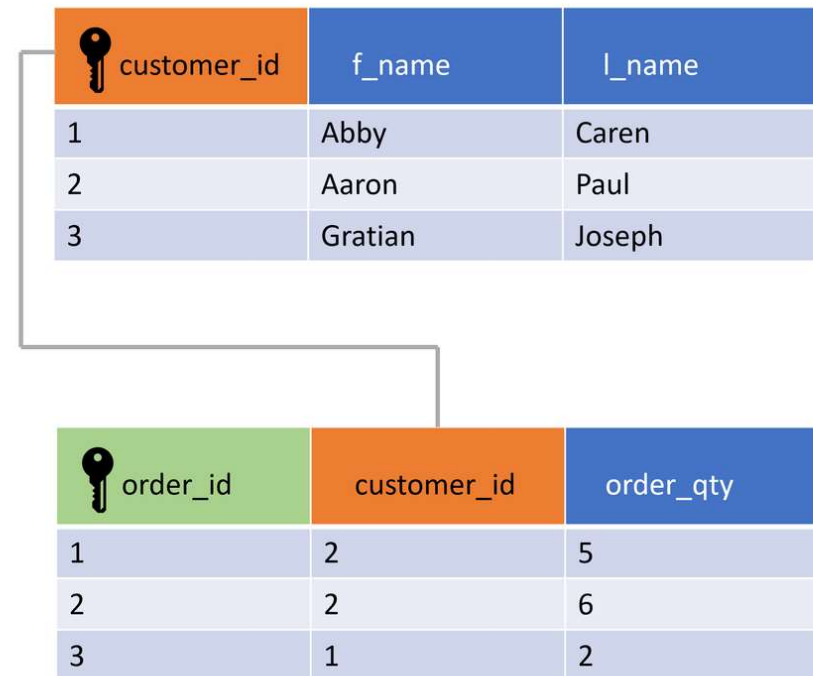 customer_id f_name l_name
1 Abby Caren
2 Aaron Paul
3 Gratian Joseph
order_id customer_id order_qty
1 2 5
2 2 6
3 1 2